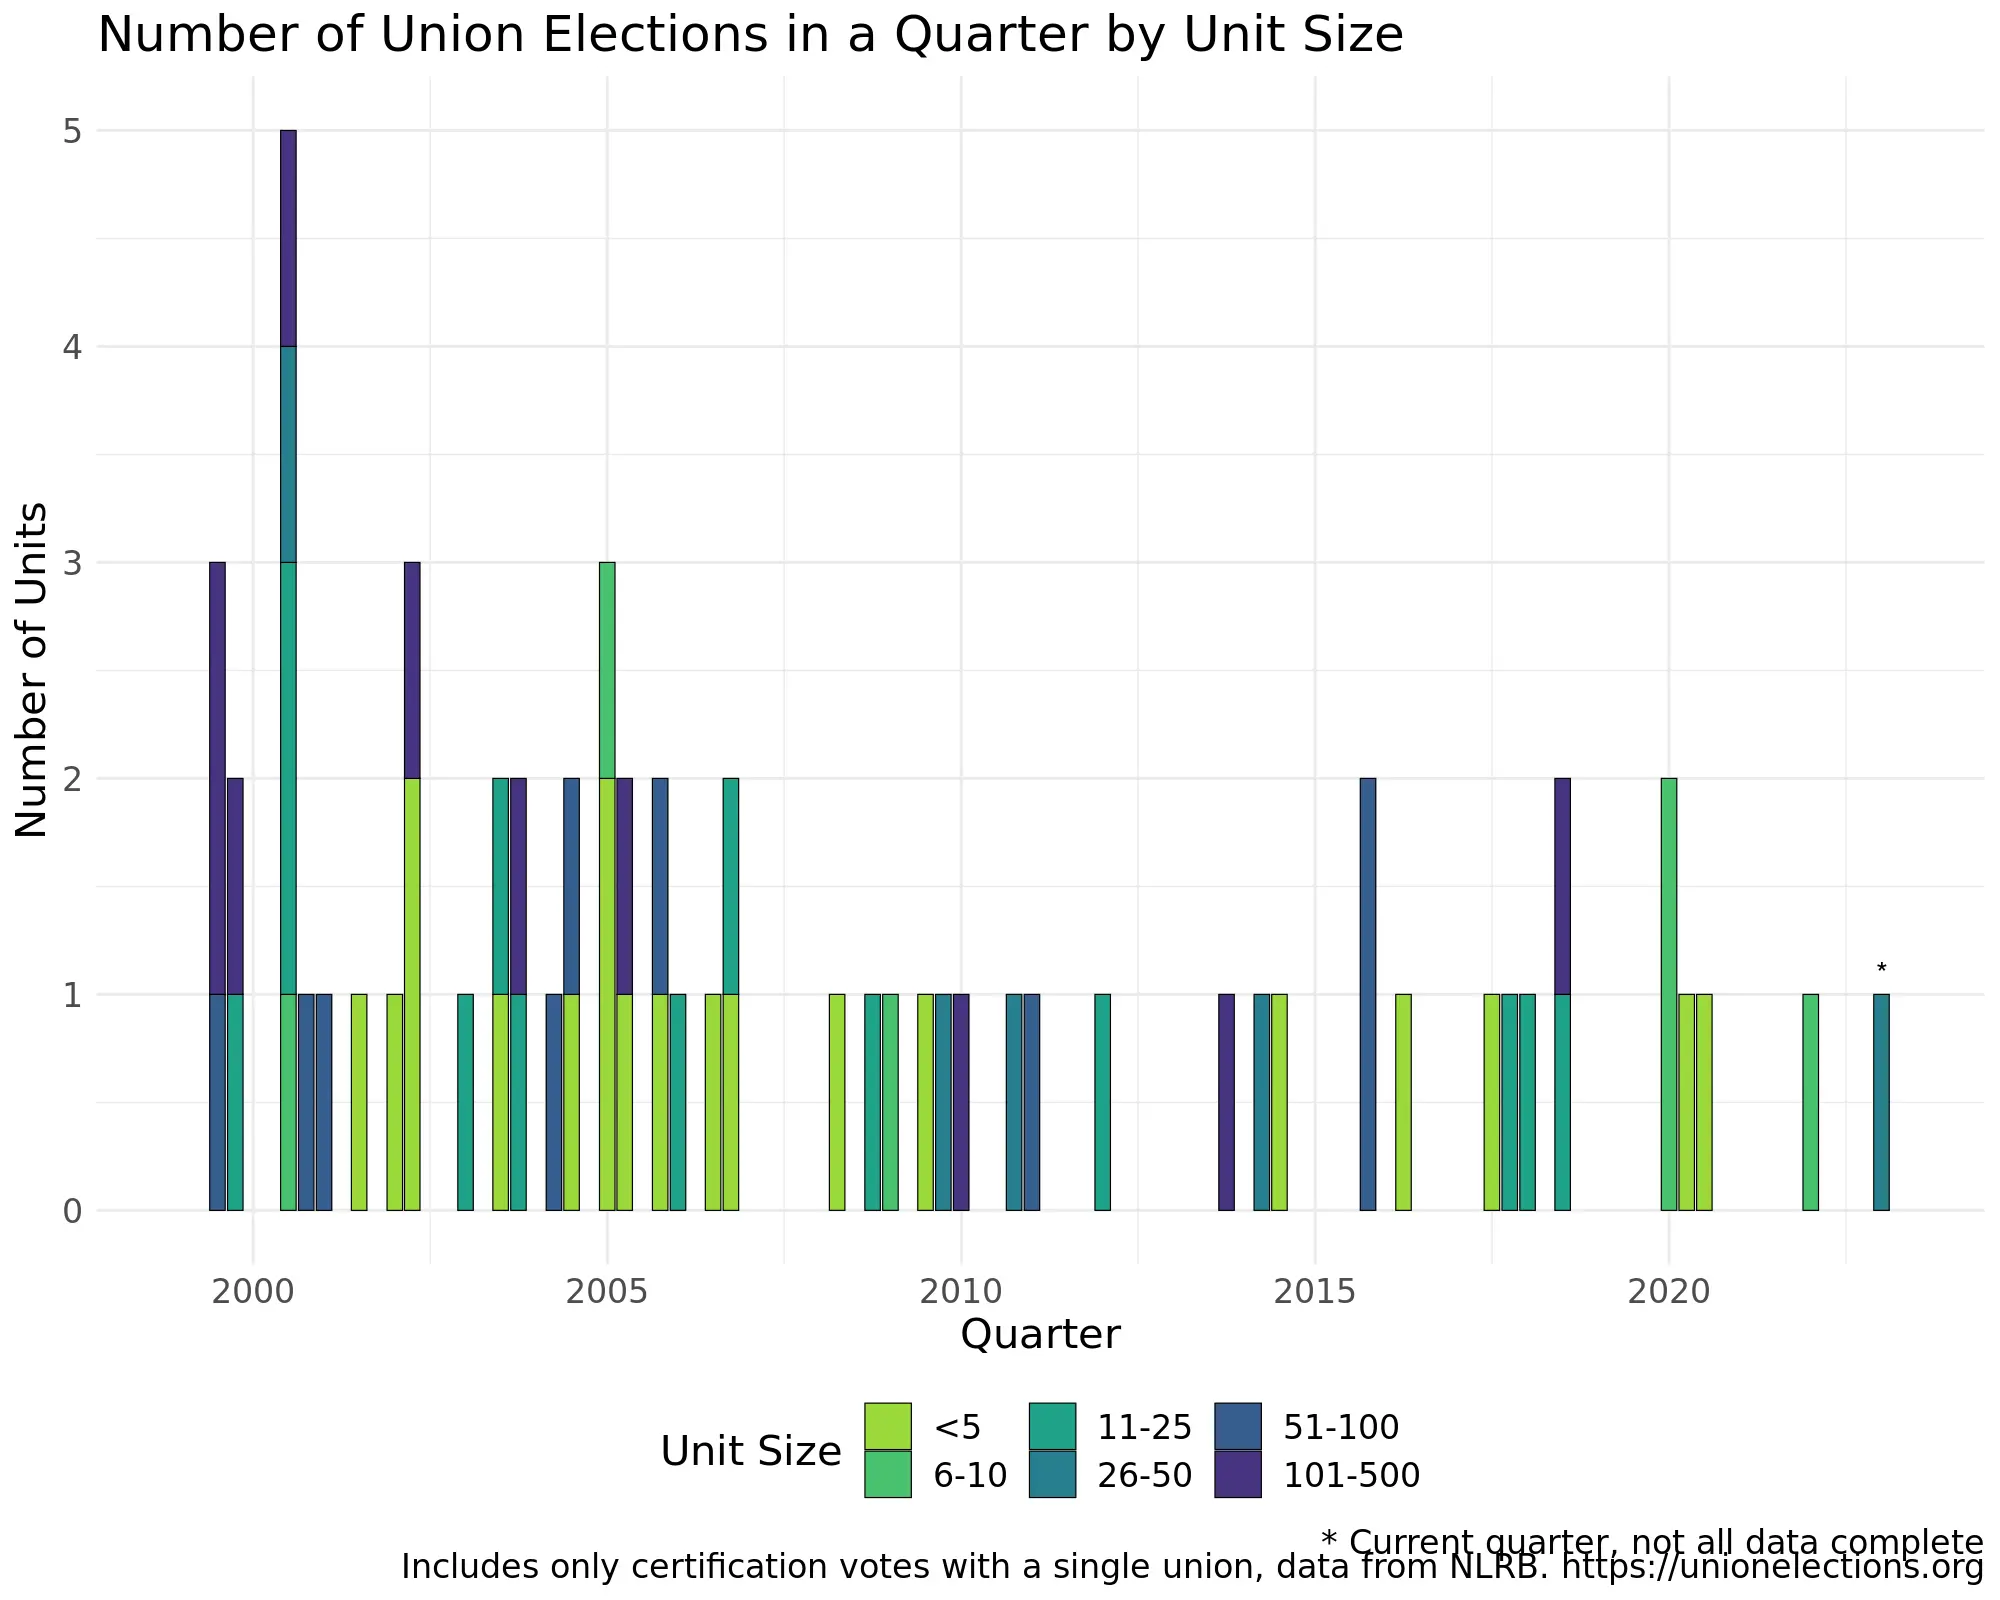 Number of Union Elections in a Quarter by Unit Size
Number of Units
5
4
3
2
1
0
*
2000 2005 2010 2015 2020
Quarter
Unit Size
<5 11-25 51-100
6-10 26-50 101-500
* Current quarter, not all data complete
Includes only certification votes with a single union, data from NLRB. https://unionelections.org